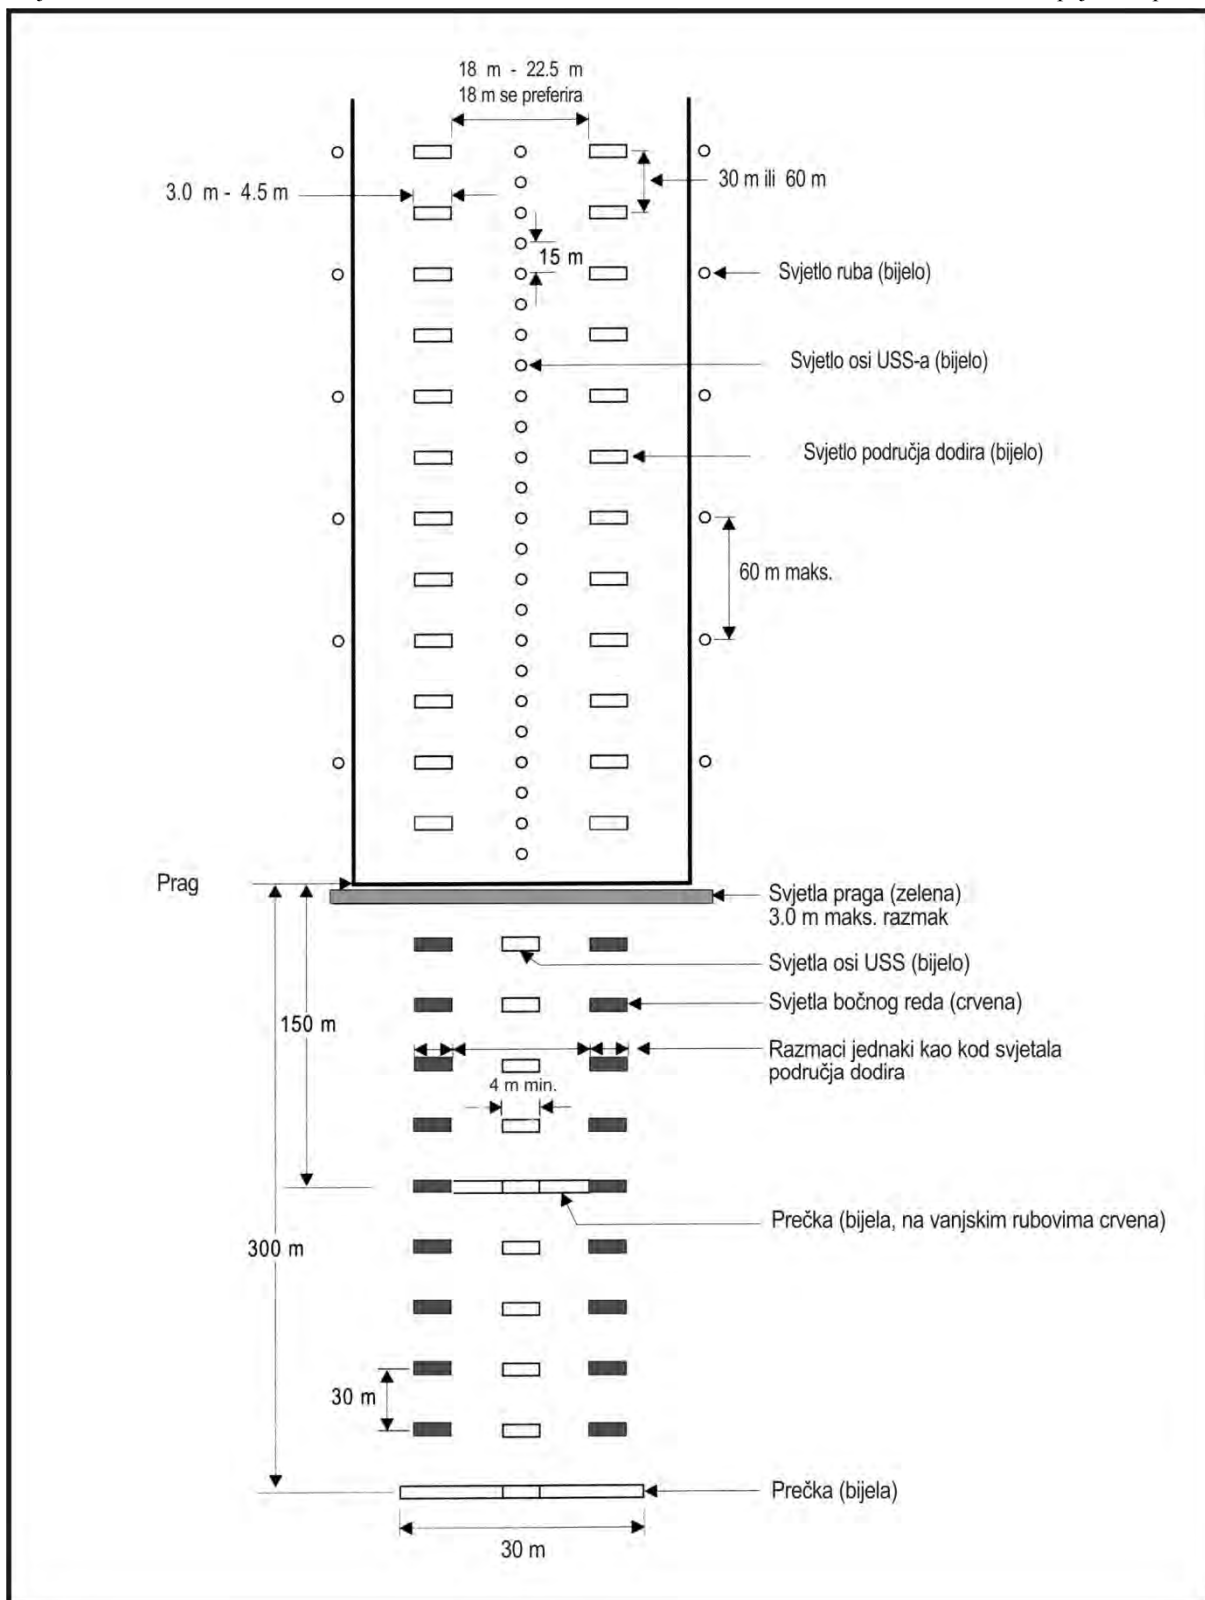 18 m - 22.5 m
18 m se preferira
3.0 m - 4.5 m
30 m ili 60 m
15 m
Svjetlo ruba (bijelo)
Svjetlo osi USS-a (bijelo)
Svjetlo područja dodira (bijelo)
60 m maks.
Prag
Svjetla praga (zelena)
3.0 m maks. razmak
Svjetla osi USS (bijelo)
Svjetla bočnog reda (crvena)
150 m
Razmaci jednaki kao kod svjetala
područja dodira
4 m min.
Prečka (bijela, na vanjskim rubovima crvena)
300 m
30 m
Prečka (bijela)
30 m